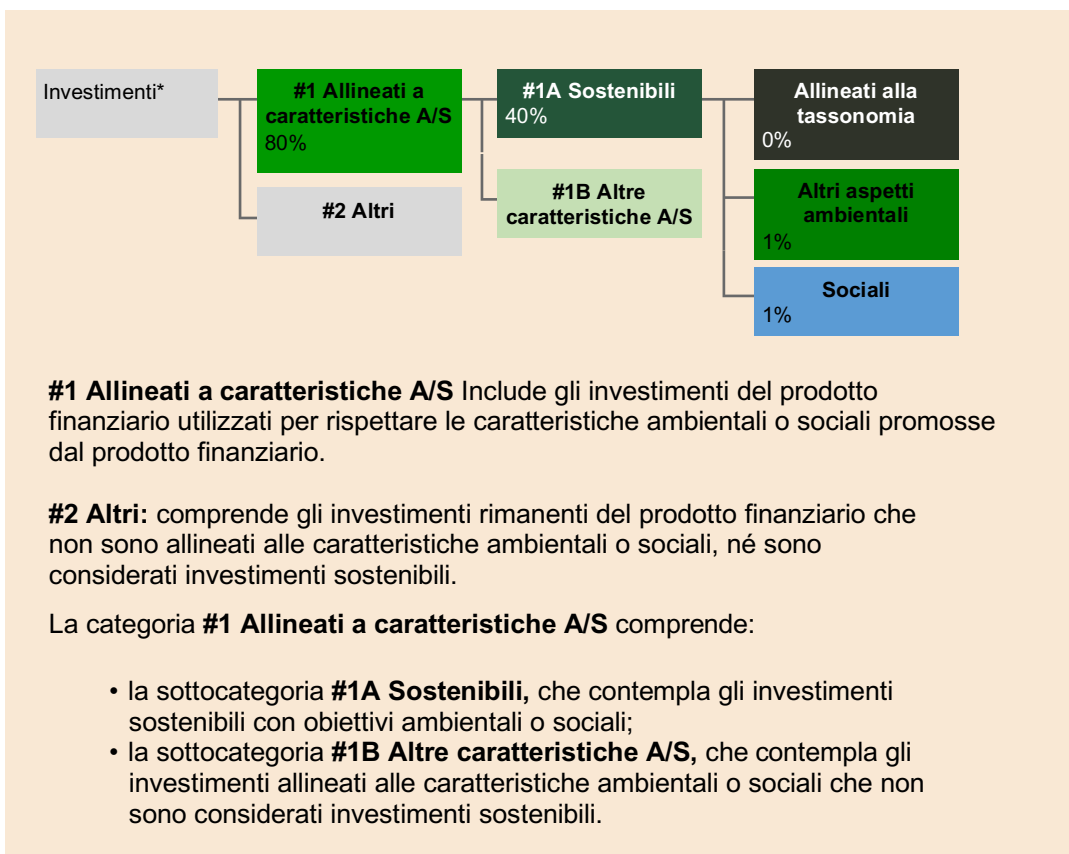 Investimenti*
#1 Allineati a
caratteristiche A/S
80%
#2 Altri
#1A Sostenibili
40%
#1B Altre
caratteristiche A/S
Allineati alla
tassonomia
0%
Altri aspetti
ambientali
1%
Sociali
1%
#1 Allineati a caratteristiche A/S Include gli investimenti del prodotto
finanziario utilizzati per rispettare le caratteristiche ambientali o sociali promosse
dal prodotto finanziario.
#2 Altri: comprende gli investimenti rimanenti del prodotto finanziario che
non sono allineati alle caratteristiche ambientali o sociali, né sono
considerati investimenti sostenibili.
La categoria #1 Allineati a caratteristiche A/S comprende:
• la sottocategoria #1A Sostenibili, che contempla gli investimenti
sostenibili con obiettivi ambientali o sociali;
• la sottocategoria #1B Altre caratteristiche A/S, che contempla gli
investimenti allineati alle caratteristiche ambientali o sociali che non
sono considerati investimenti sostenibili.